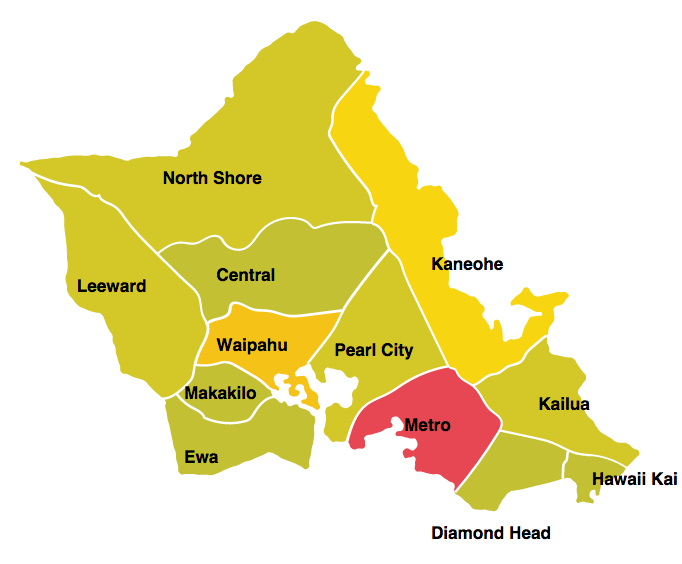 North Shore
Kaneohe
Central
Leeward
Waipahu
Pearl City
Makakilo
Kailua
Metro
Ewa
Hawaii Kai
Diamond Head